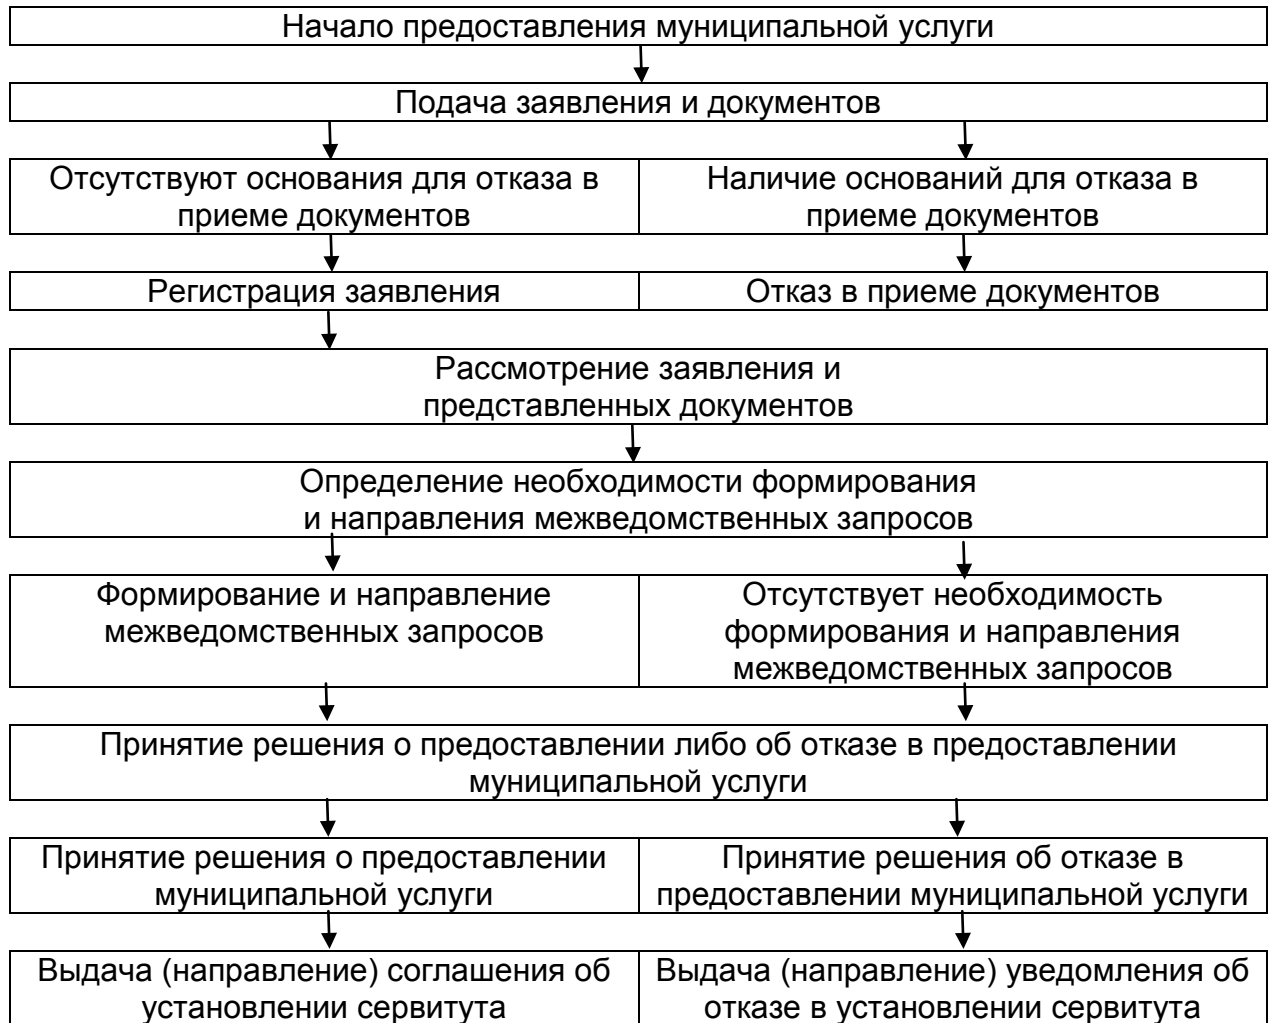 Начало предоставления муниципальной услуги
Подача заявления и документов
Отсутствуют основания для отказа в
приеме документов
Наличие оснований для отказа в
приеме документов
Регистрация заявления
Отказ в приеме документов
Рассмотрение заявления и
представленных документов
Определение необходимости формирования
и направления межведомственных запросов
Формирование и направление
межведомственных запросов
Отсутствует необходимость
формирования и направления
межведомственных запросов
Принятие решения о предоставлении либо об отказе в предоставлении
муниципальной услуги
Принятие решения о предоставлении
муниципальной услуги
Принятие решения об отказе в
предоставлении муниципальной услуги
Выдача (направление) соглашения об
установлении сервитута
Выдача (направление) уведомления об
отказе в установлении сервитута